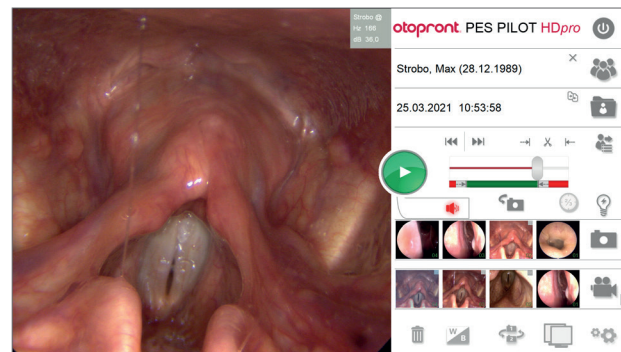 Strobo @
Hz 166
dB 36,0
otopront PES PILOT HDpro
Strobo, Max (28.12.1989)
25.03.2021 10:53:58
W
B